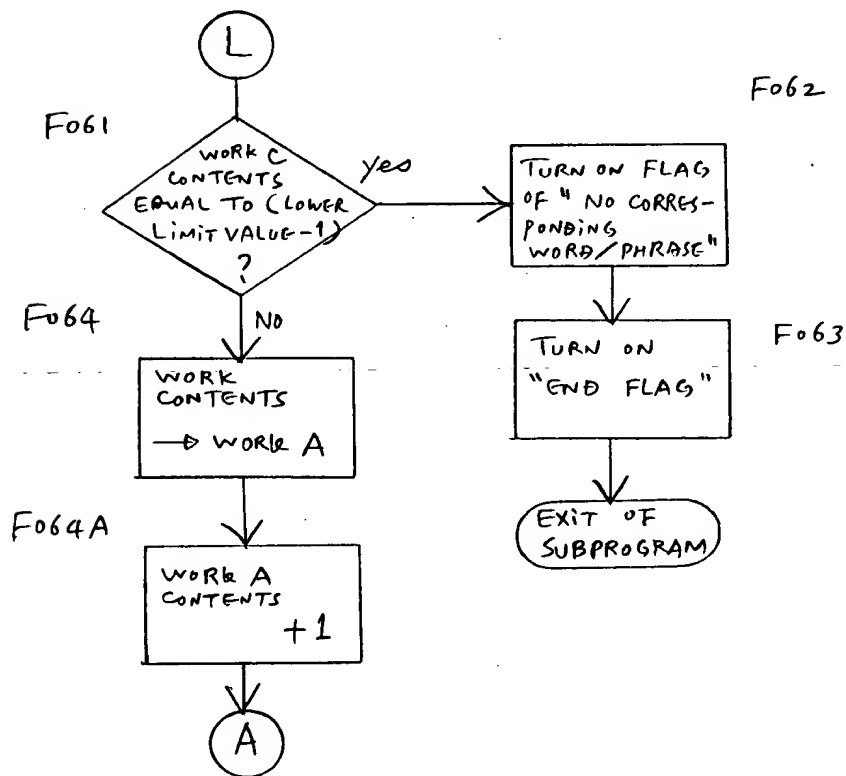 L
F061
WORK C
CONTENTS
EQUAL TO (LOWER
LIMIT VALUE-1)
?
Yes
F062
TURN ON FLAG
OF "NO CORRES-
PONDING
WORD/PHRASE"
F063
TURN ON
"END FLAG"
EXIT OF
SUBPROGRAM
NO
F064
WORK
CONTENTS
→ WORK A
F064A
WORK A
CONTENTS
+1
A